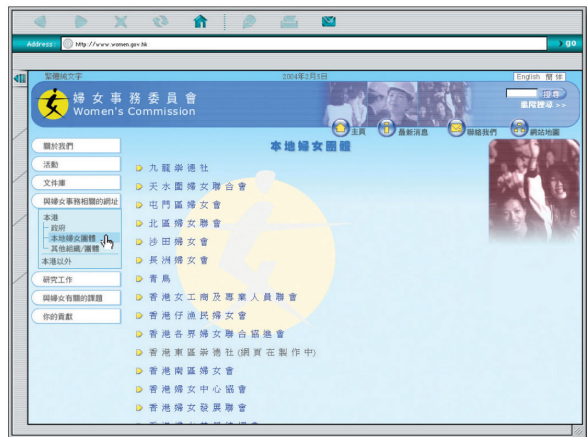 Address: http://www.women.gov.hk
go
繁體純文字
2004年2月5日
English 簡体
婦女事務委員會
Women's Commission
搜尋
進階搜尋 >>
主頁
最新消息
聯絡我們
網站地圖
關於我們
活動
文件庫
與婦女事務相關的網址
本港
政府
本地婦女團體
其他組織/團體
本港以外
研究工作
與婦女有關的課題
你的貢獻
本地婦女團體
九龍崇德社
天水圍婦女聯合會
屯門區婦女會
北區婦女聯會
沙田婦女會
長洲婦女會
青鳥
香港女工商及專業人員聯會
香港仔漁民婦女會
香港各界婦女聯合協進會
香港東區崇德社(網頁在製作中)
香港南區婦女會
香港婦女中心協會
香港婦女發展聯會